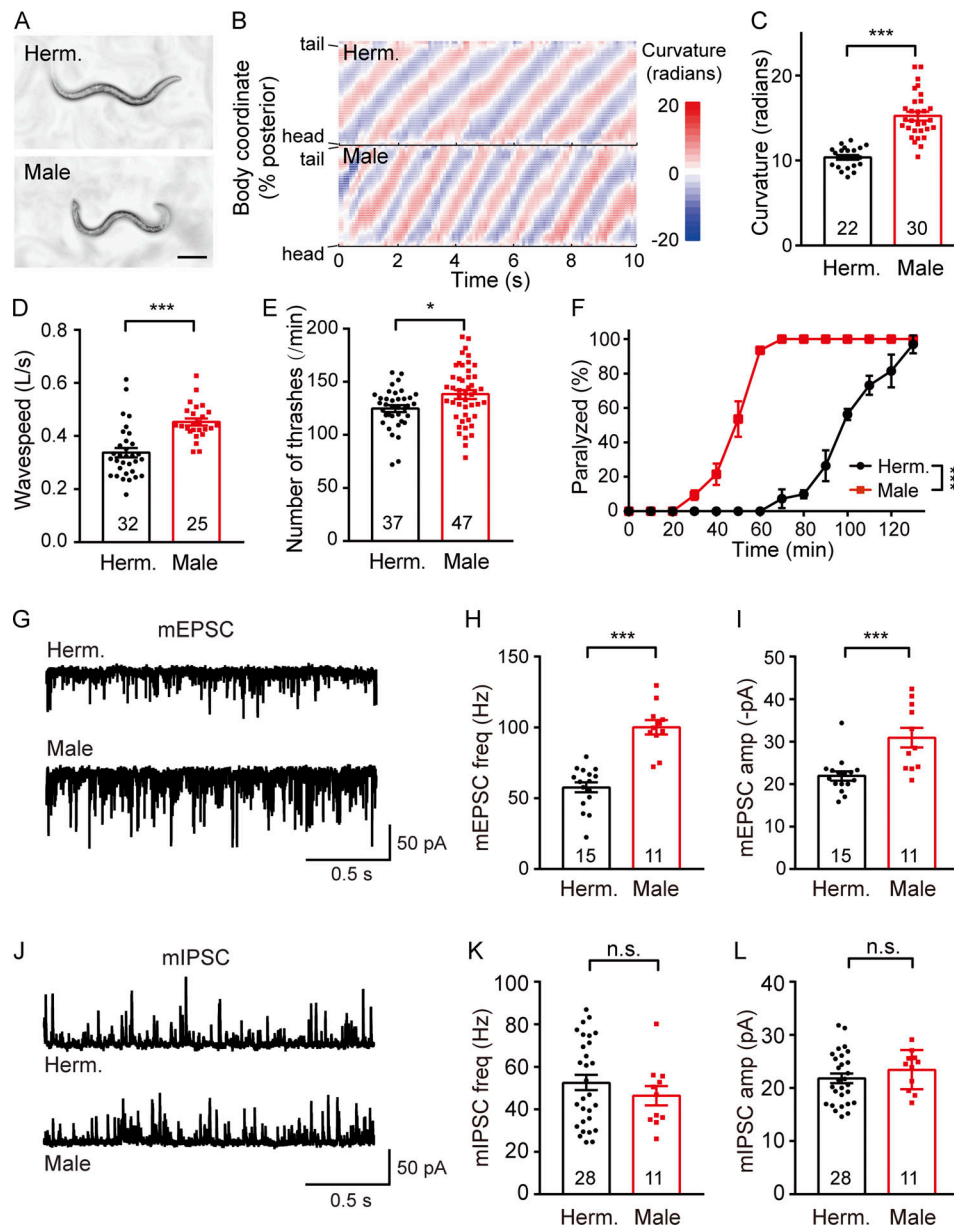 A
Herm.
Male
B
Body coordinate
(% posterior)
tail
Herm.
head
tail
Male
head
0 2 4 6 8 10
Time (s)
Curvature
(radians)
20
0
-20
C
***
Curvature (radians)
20
10
0
22 30
Herm. Male
D
***
Wavespeed (L/s)
0.8
0.6
0.4
0.2
0.0
32 25
Herm. Male
E
*
Number of thrashes (/min)
200
150
100
50
0
37 47
Herm. Male
F
Paralyzed (%)
100
80
60
40
20
0
Herm.
Male
***
0 20 40 60 80 100 120
Time (min)
G
mEPSC
Herm.
Male
50 pA
0.5 s
H
***
mEPSC freq (Hz)
150
100
50
0
15 11
Herm. Male
I
***
mEPSC amp (-pA)
50
40
30
20
10
0
15 11
Herm. Male
J
mIPSC
Herm.
Male
50 pA
0.5 s
K
n.s.
mIPSC freq (Hz)
100
80
60
40
20
0
28 11
Herm. Male
L
n.s.
mIPSC amp (pA)
40
30
20
10
0
28 11
Herm. Male